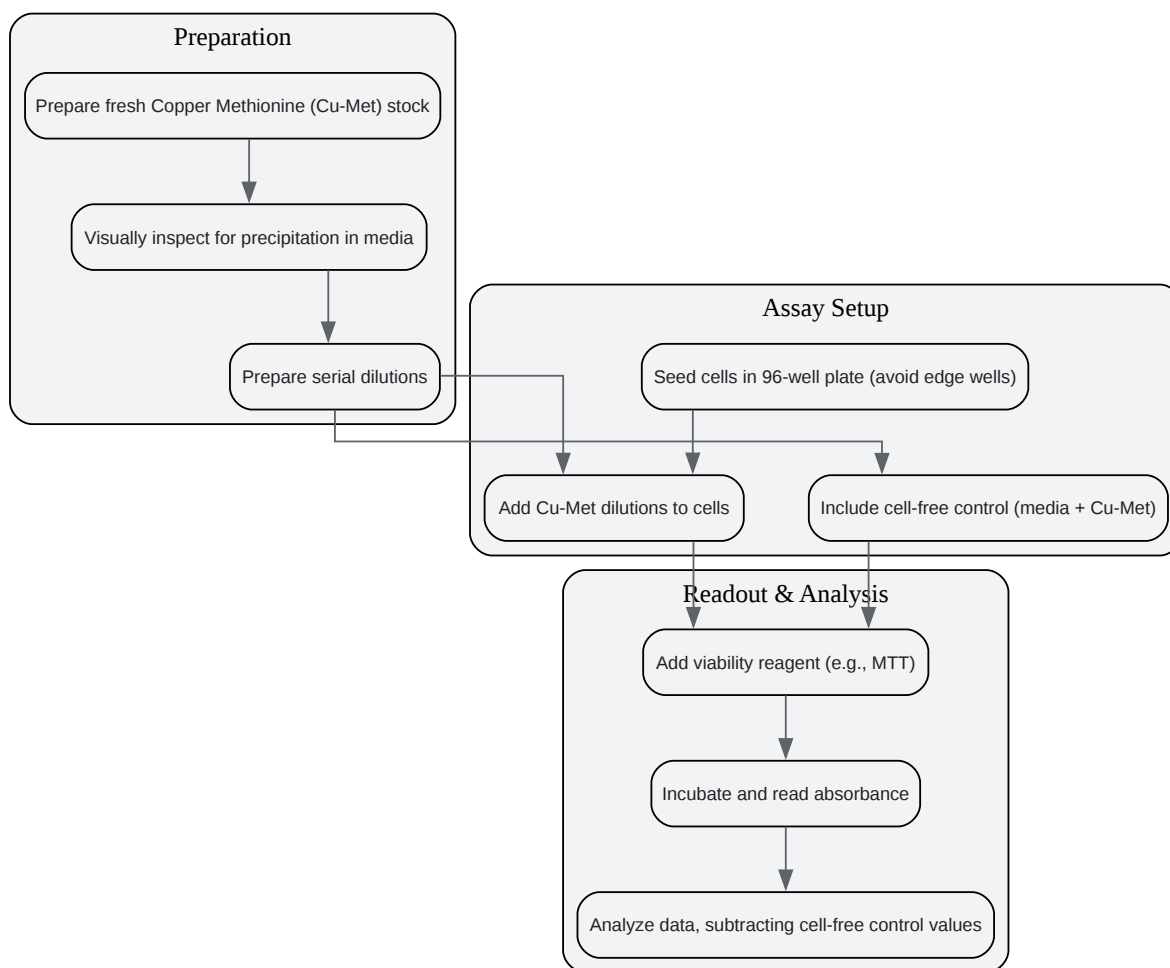 Preparation
Prepare fresh Copper Methionine (Cu-Met) stock
Visually inspect for precipitation in media
Prepare serial dilutions
Assay Setup
Seed cells in 96-well plate (avoid edge wells)
Add Cu-Met dilutions to cells
Include cell-free control (media + Cu-Met)
Readout & Analysis
Add viability reagent (e.g., MTT)
Incubate and read absorbance
Analyze data, subtracting cell-free control values